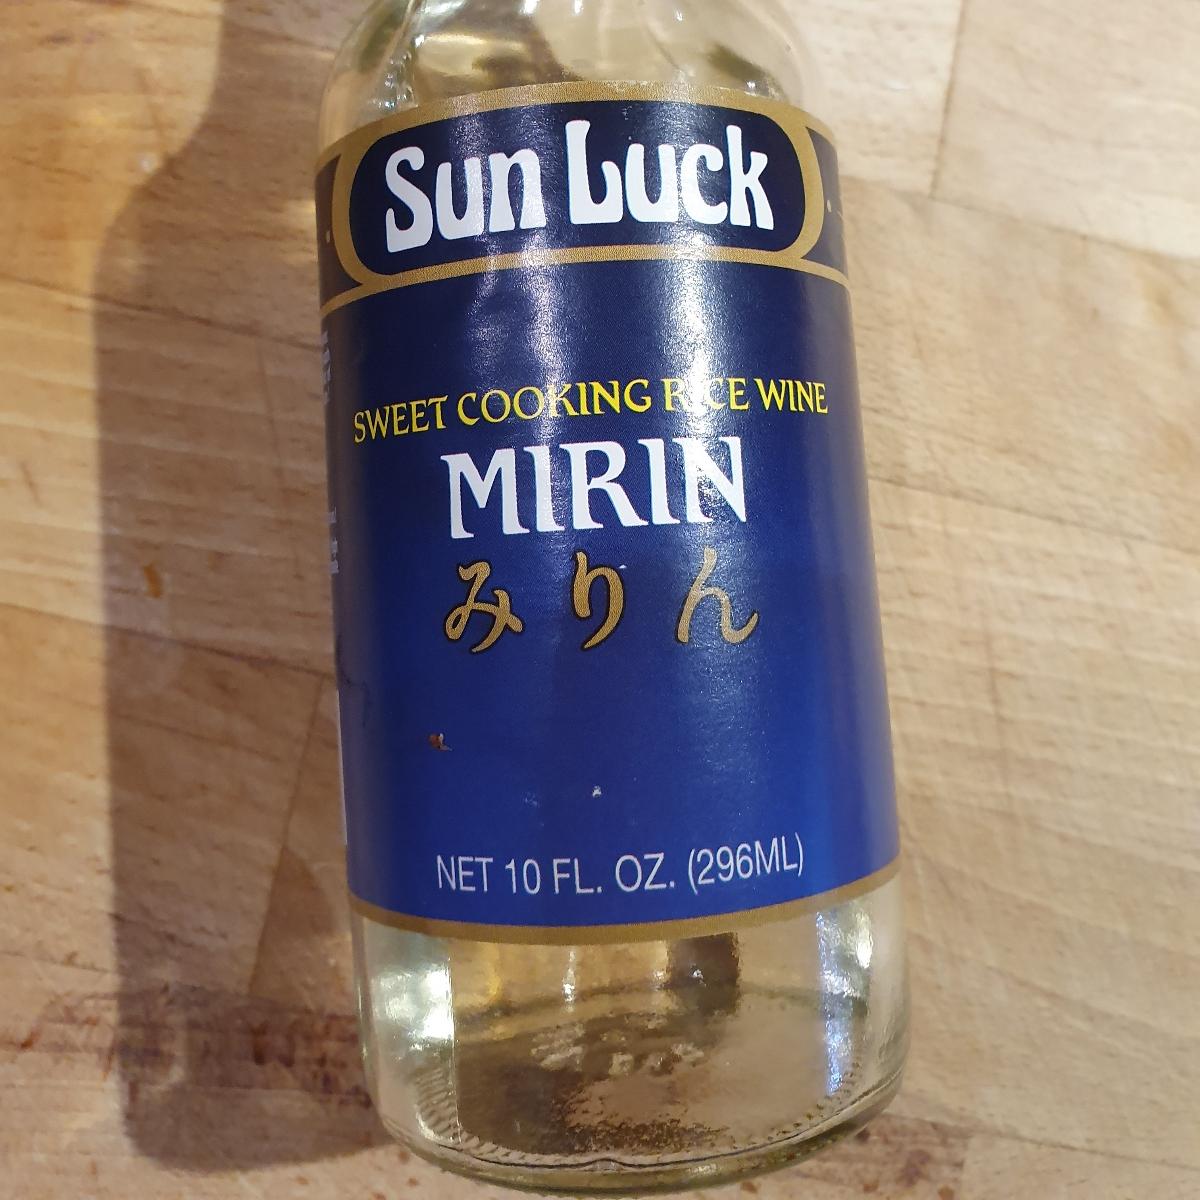 Sun Luck
SWEET COOKING RICE WINE
MIRIN
みりん
NET 10 FL. OZ. (296ML)